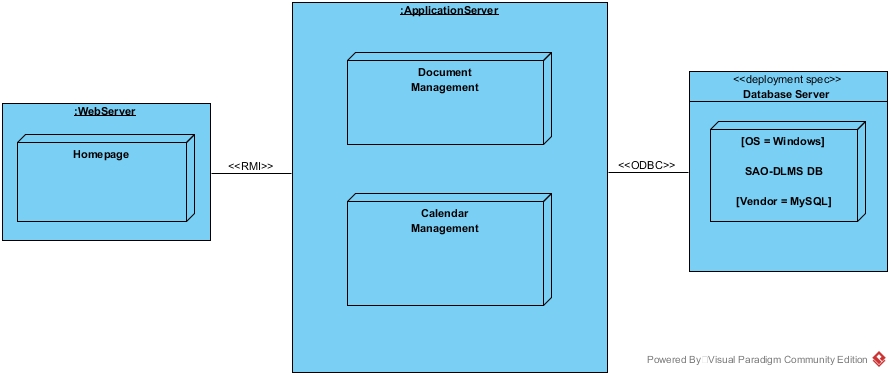 :WebServer
Homepage
<<RMI>>
:ApplicationServer
Document
Management
Calendar
Management
<<ODBC>>
<<deployment spec>>
Database Server
[OS = Windows]
SAO-DLMS DB
[Vendor = MySQL]
Powered By Visual Paradigm Community Edition